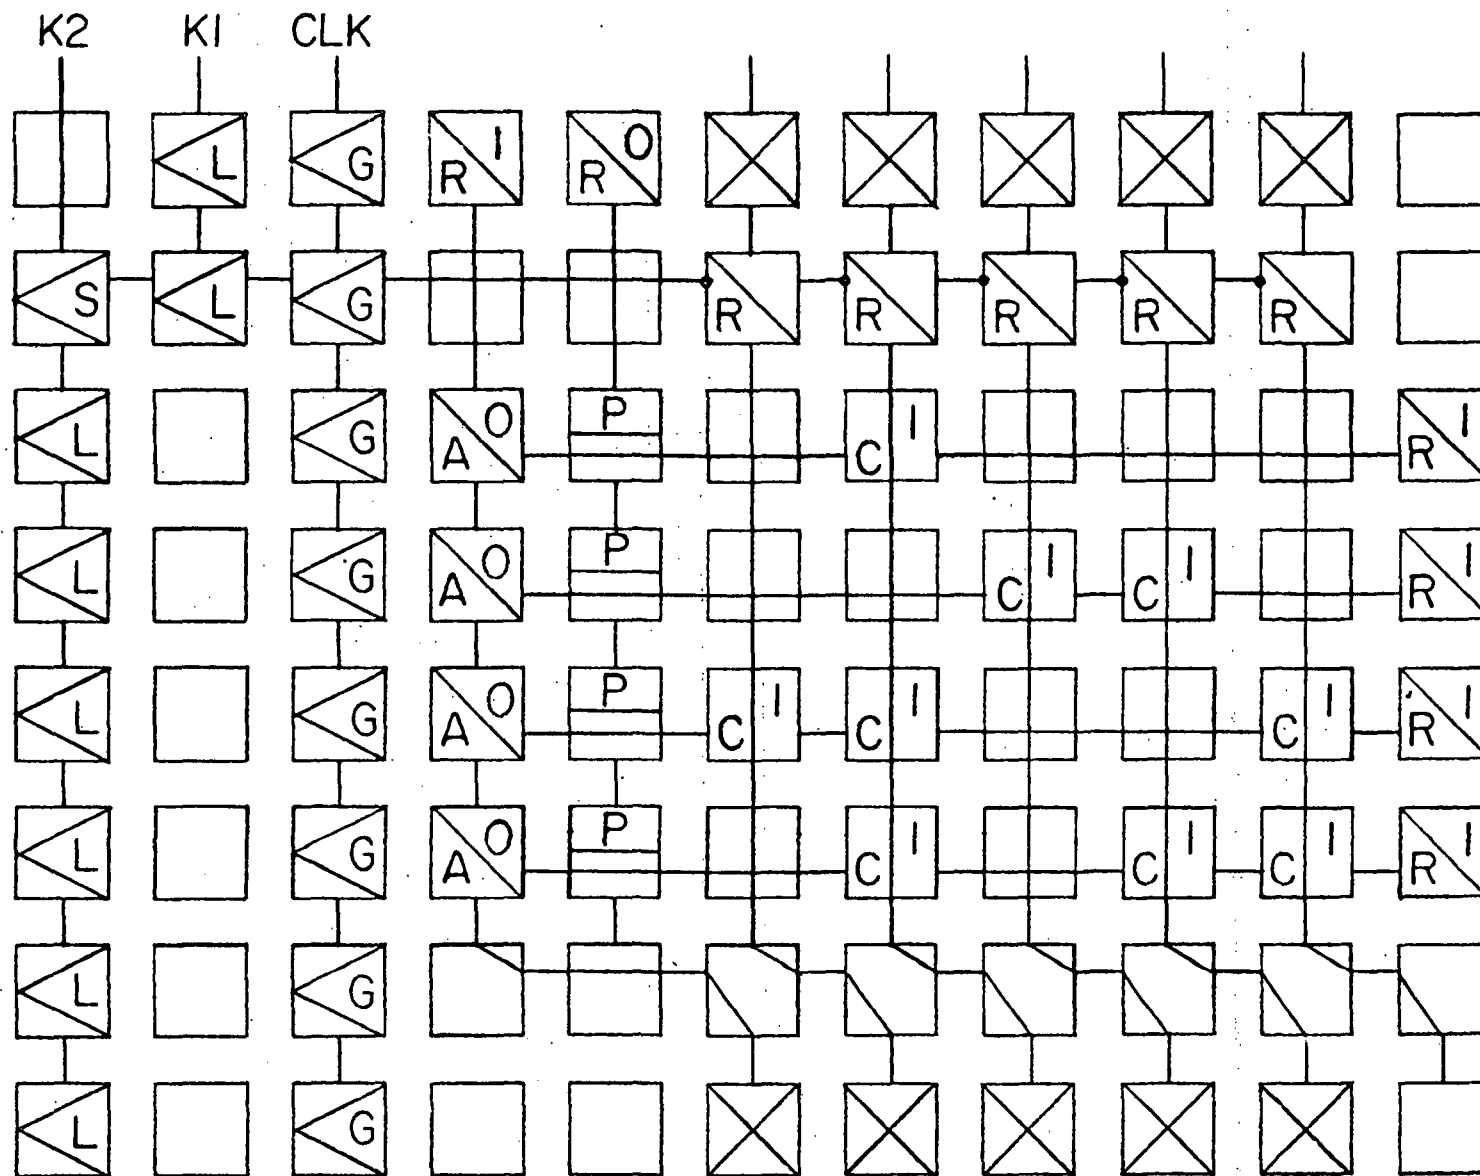 K2 K1 CLK
L G R I R O
S L G R R R R R
L G A O P C I R I
L G A O P C I C I R I
L G A O P C I C I C I R I
L G A O P C I C I C I R I
L G
L G